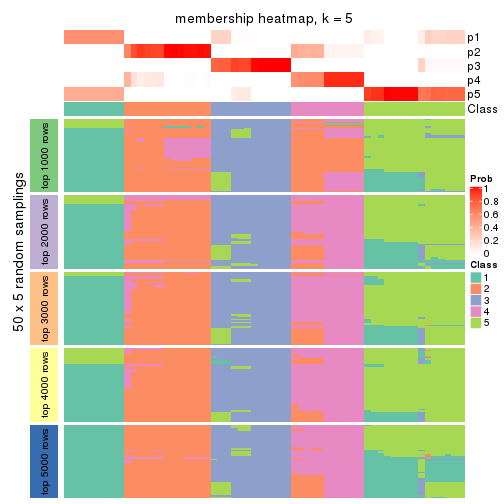 membership heatmap, k = 5
p1
p2
p3
p4
p5
Class
50 x 5 random samplings
top 1000 rows
top 2000 rows
top 3000 rows
top 4000 rows
top 5000 rows
Prob
1
0.8
0.6
0.4
0.2
0
Class
1
2
3
4
5